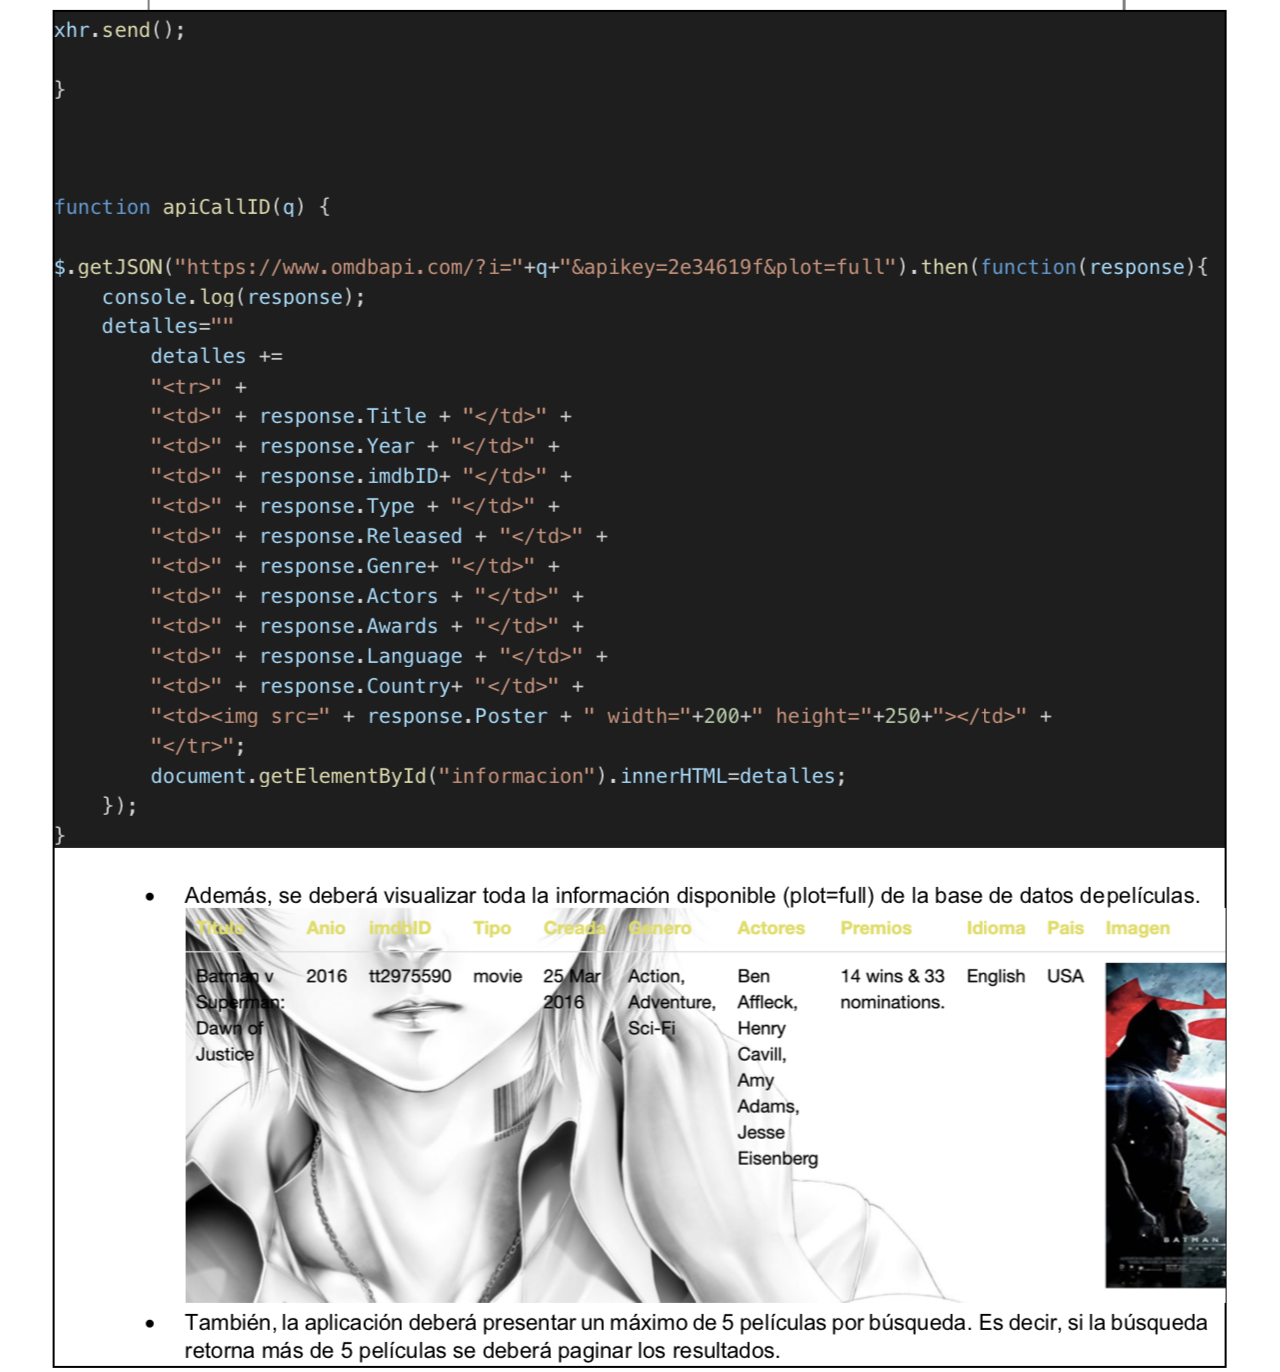 xhr.send();
}
function apiCallID(q) {
$.getJSON("https://www.omdbapi.com/?i="+q+"&apikey=2e34619f&plot=full").then(function(response){
    console.log(response);
    detalles=""
        detalles +=
        "<tr>" +
        "<td>" + response.Title + "</td>" +
        "<td>" + response.Year + "</td>" +
        "<td>" + response.imdbID+ "</td>" +
        "<td>" + response.Type + "</td>" +
        "<td>" + response.Released + "</td>" +
        "<td>" + response.Genre+ "</td>" +
        "<td>" + response.Actors + "</td>" +
        "<td>" + response.Awards + "</td>" +
        "<td>" + response.Language + "</td>" +
        "<td>" + response.Country+ "</td>" +
        "<td><img src=" + response.Poster + " width="+200+" height="+250+"></td>" +
        "</tr>";
        document.getElementById("informacion").innerHTML=detalles;
    });
}
• Además, se deberá visualizar toda la información disponible (plot=full) de la base de datos depelículas.
Titulo Anio imdbID Tipo Creada Genero Actores Premios Idioma Pais Imagen
Batman v 2016 tt2975590 movie 25 Mar Action, Ben 14 wins & 33 English USA
Superman: 2016 Adventure, Affleck, nominations.
Dawn of Sci-Fi Henry
Justice Cavill,
Amy
Adams,
Jesse
Eisenberg
BATMAN
• También, la aplicación deberá presentar un máximo de 5 películas por búsqueda. Es decir, si la búsqueda
retorna más de 5 películas se deberá paginar los resultados.